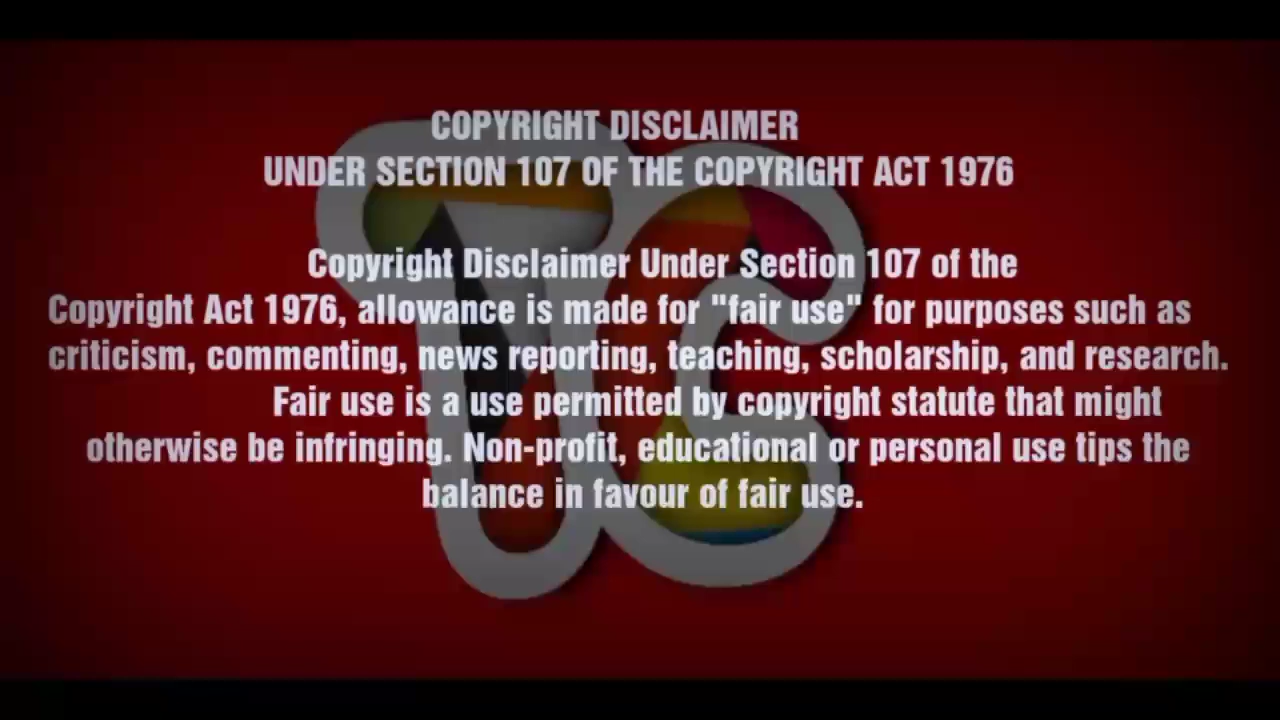 COPYRIGHT DISCLAIMER
UNDER SECTION 107 OF THE COPYRIGHT ACT 1976
Copyright Disclaimer Under Section 107 of the
Copyright Act 1976, allowance is made for "fair use" for purposes such as
criticism, commenting, news reporting, teaching, scholarship, and research.
Fair use is a use permitted by copyright statute that might
otherwise be infringing. Non-profit, educational or personal use tips the
balance in favour of fair use.
TC